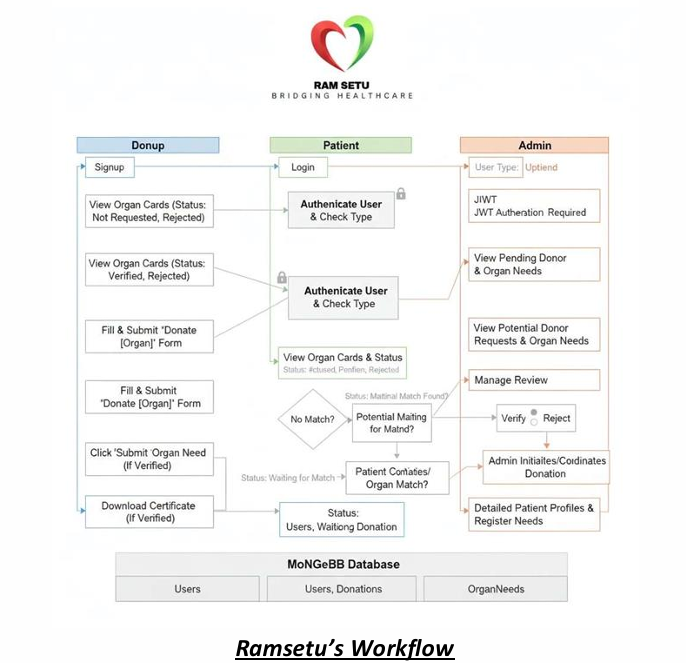 RAM SETU
BRIDGING HEALTHCARE
Donup
Patient
Admin
Signup
Login
User Type: Uptiend
View Organ Cards (Status:
Not Requested, Rejected)
Authenicate User
& Check Type
JIWT
JWT Authération Required
View Organ Cards (Status:
Verified, Rejected)
Authenicate User
& Check Type
View Pending Donor
& Organ Needs
Fill & Submit "Donate
[Organ]" Form
View Potential Donor
Requests & Organ Needs
View Organ Cards & Status
Status: #ctused, Penfien, Rejected
Fill & Submit
"Donate [Organ]" Form
Manage Review
Status: Maitinal Match Found?
No Match?
Potential Maiting
for Matnd?
Verify
Reject
Click 'Submit Organ Need
(If Verified)
Status: Waiting for Match
Patient Comaties/
Organ Match?
Admin Initiaites/Cordinates
Donation
Download Certificate
(If Verified)
Status:
Users, Waitiong Donation
Detailed Patient Profiles &
Register Needs
MoNGeBB Database
Users
Users, Donations
OrganNeeds
Ramsetu's Workflow